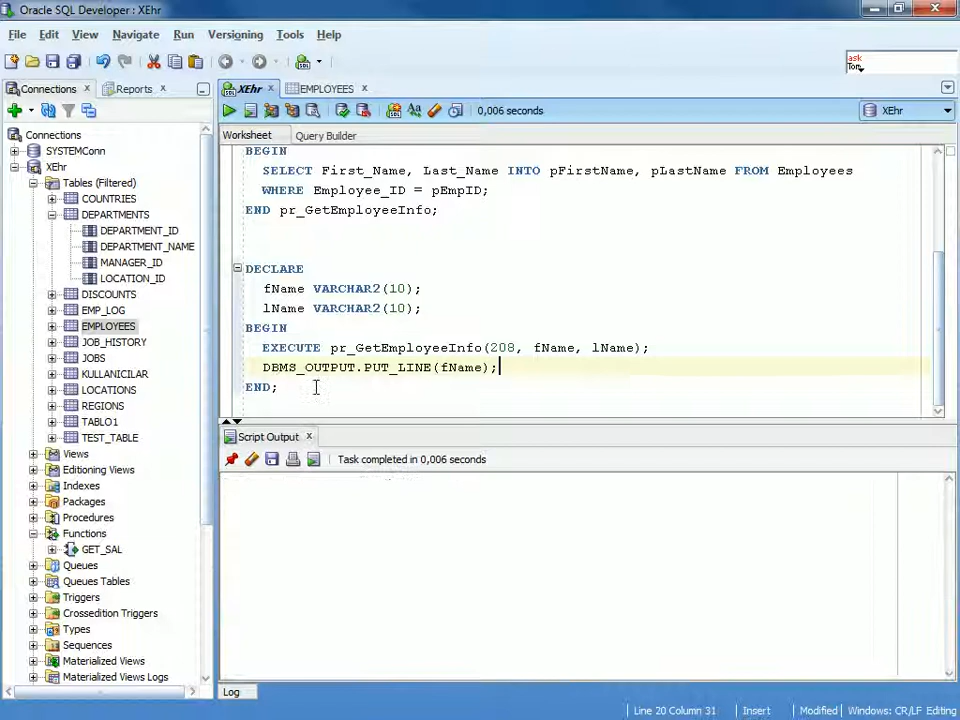 Oracle SQL Developer : XEhr
File Edit View Navigate Run Versioning Tools Help
ask
Tom
Connections
Reports
XEhr
EMPLOYEES
0,006 seconds
XEhr
Worksheet
Query Builder
Connections
SYSTEMConn
XEhr
Tables (Filtered)
COUNTRIES
DEPARTMENTS
DEPARTMENT_ID
DEPARTMENT_NAME
MANAGER_ID
LOCATION_ID
DISCOUNTS
EMP_LOG
EMPLOYEES
JOB_HISTORY
JOBS
KULLANICILAR
LOCATIONS
REGIONS
TABLO1
TEST_TABLE
Views
Editioning Views
Indexes
Packages
Procedures
Functions
GET_SAL
Queues
Queues Tables
Triggers
Crossedition Triggers
Types
Sequences
Materialized Views
Materialized Views Logs
BEGIN
SELECT First_Name, Last_Name INTO pFirstName, pLastName FROM Employees
WHERE Employee_ID = pEmpID;
END pr_GetEmployeeInfo;
DECLARE
fName VARCHAR2(10);
lName VARCHAR2(10);
BEGIN
EXECUTE pr_GetEmployeeInfo(208, fName, lName);
DBMS_OUTPUT.PUT_LINE(fName);
END;
Script Output
Task completed in 0,006 seconds
Log
Line 20 Column 31 Insert Modified Windows: CR/LF Editing